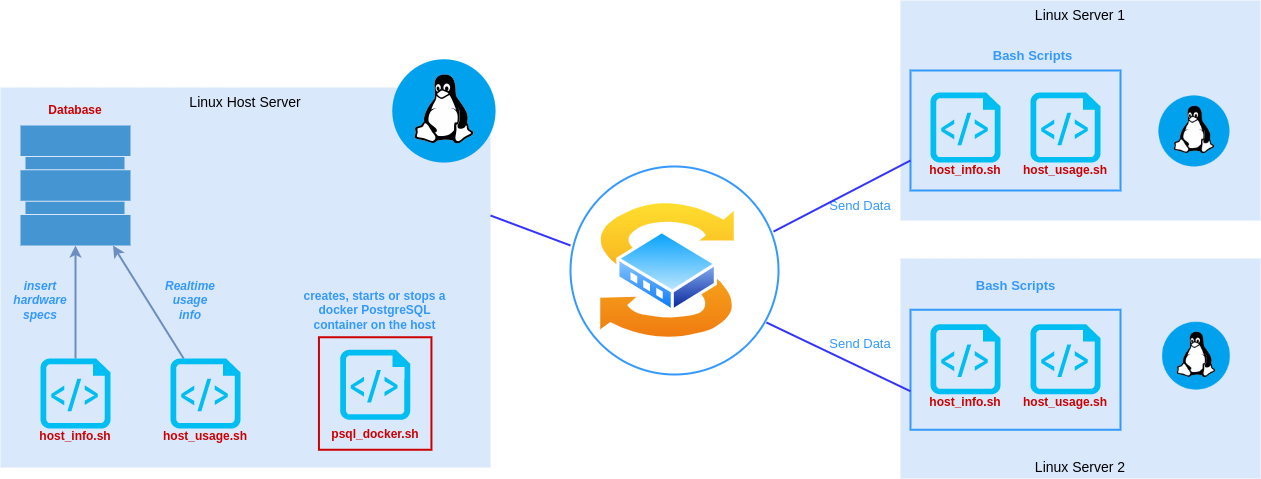 Linux Host Server
Database
insert
hardware
specs
Realtime
usage
info
creates, starts or stops a
docker PostgreSQL
container on the host
host_info.sh
host_usage.sh
psql_docker.sh
Send Data
Send Data
Linux Server 1
Bash Scripts
host_info.sh
host_usage.sh
Bash Scripts
host_info.sh
host_usage.sh
Linux Server 2